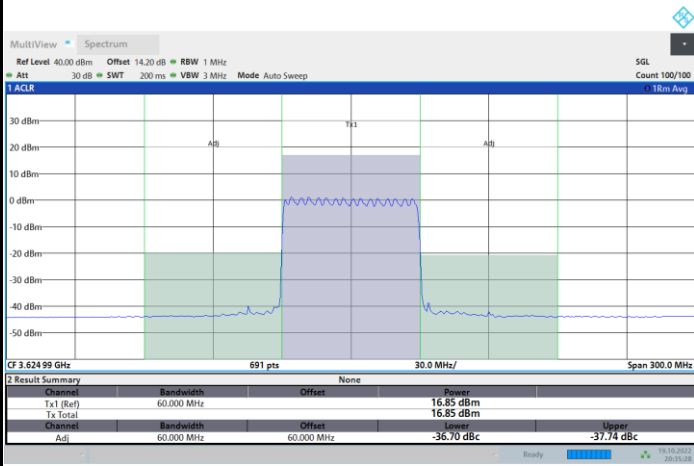 MultiView Spectrum
Ref Level 40.00 dBm Offset 14.20 dB RBW 1 MHz SGL
Att 30 dB SWT 200 ms VBW 3 MHz Mode Auto Sweep Count 100/100
1 ACLR 1Rm Avg
Tx1
Adj Adj
30 dBm
20 dBm
10 dBm
0 dBm
-10 dBm
-20 dBm
-30 dBm
-40 dBm
-50 dBm
CF 3.624 99 GHz 691 pts 30.0 MHz/ Span 300.0 MHz
2 Result Summary None
Channel Bandwidth Offset Power
Tx1 (Ref) 60.000 MHz 16.85 dBm
Tx Total 16.85 dBm
Channel Bandwidth Offset Lower Upper
Adj 60.000 MHz 60.000 MHz -36.70 dBc -37.74 dBc
Ready 19.10.2022
20:35:28